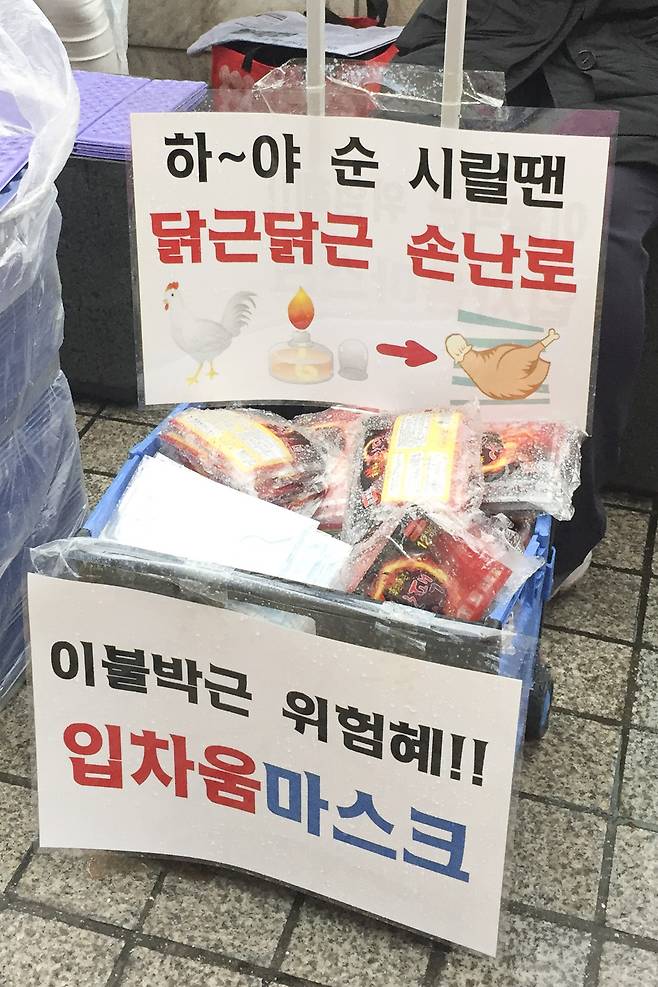 하~야 순 시릴땐
닭근닭근 손난로
이불박근 위험혜!!
입차움마스크